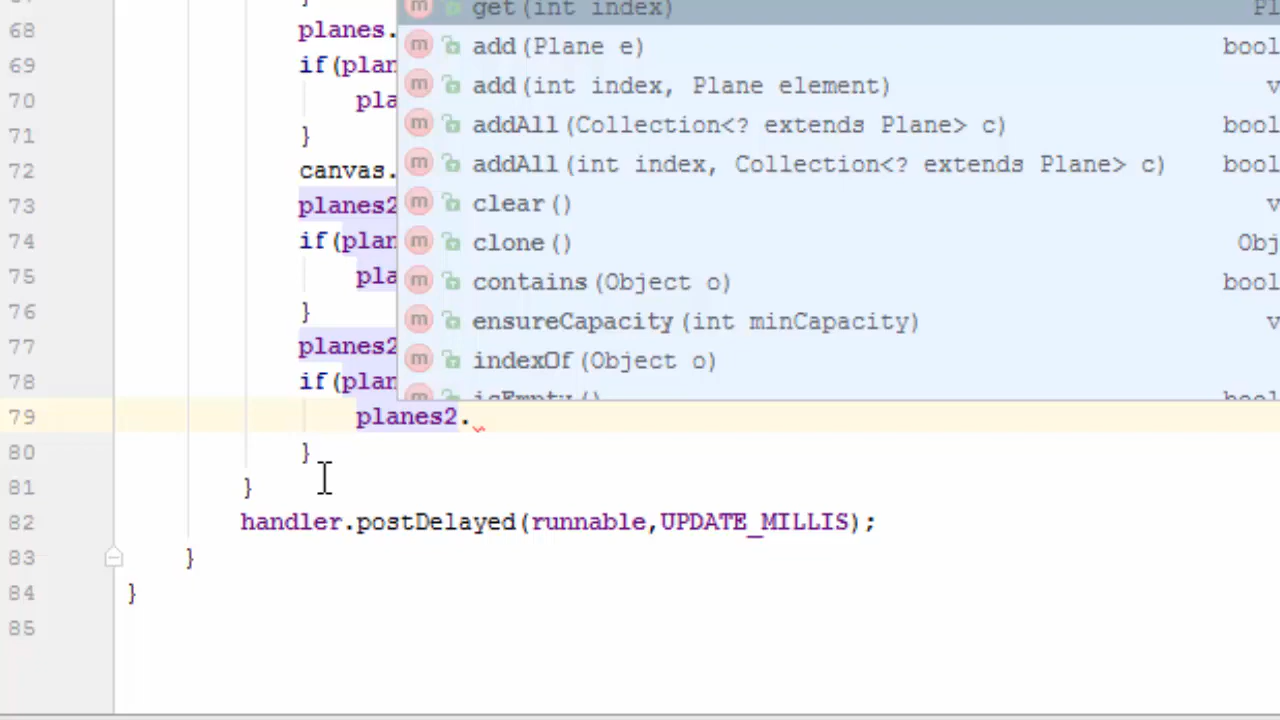 68 planes. get(int index) Pl
69 if(plan add(Plane e) bool
70 pla add(int index, Plane element) v
71 } addAll(Collection<? extends Plane> c) bool
72 canvas. addAll(int index, Collection<? extends Plane> c)
73 planes2 clear() v
74 if(plan clone() Obj
75 pla contains(Object o) bool
76 } ensureCapacity(int minCapacity) v
77 planes2 indexOf(Object o)
78 if(plan isEmpty() bool
79 planes2.
80 }
81 }
82 handler.postDelayed(runnable,UPDATE_MILLIS);
83 }
84 }
85